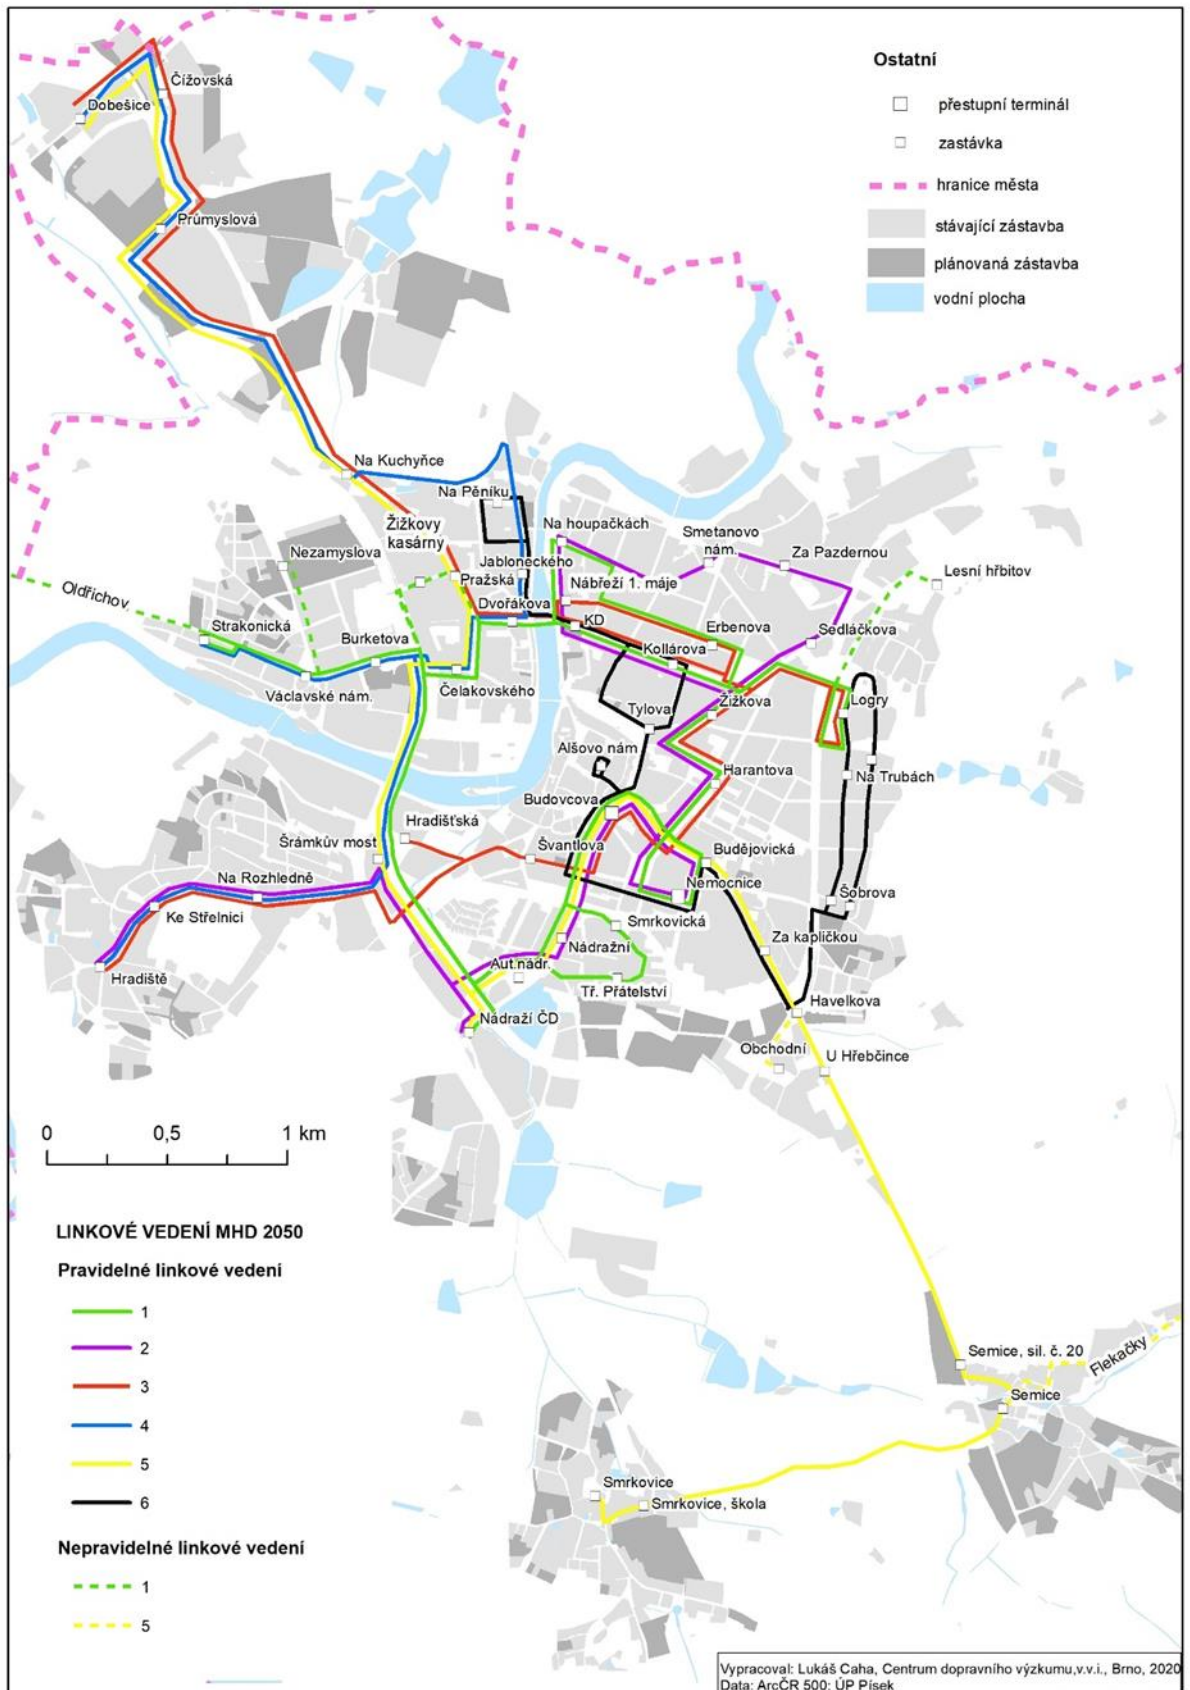 Ostatní
přestupní terminál
zastávka
hranice města
stávající zástavba
plánovaná zástavba
vodní plocha
Čížovská
Dobešice
Průmyslová
Na Kuchyňce
Na Pěníku
Žižkovy
kasárny
Na houpačkách
Smetanovo
nám.
Za Pazdernou
Lesní hřbitov
Nezamyslova
Jabloneckého
Pražská
Nábřeží 1. máje
Oldřichov
Dvořákova
Strakonická
KD
Erbenova
Sedláčkova
Burketova
Kollárova
Václavské nám.
Čelakovského
Žižkova
Logry
Tylova
Alšovo nám
Harantova
Na Trubách
Budovcova
Hradišťská
Šrámkův most
Švantlova
Budějovická
Na Rozhledně
Nemocnice
Šobrova
Ke Střelnici
Smrkovická
Nádražní
Za kapličkou
Aut.nádr.
Hradiště
Tř. Přátelství
Havelkova
Nádraží ČD
Obchodní
U Hřebčince
0 0,5 1 km
LINKOVÉ VEDENÍ MHD 2050
Pravidelné linkové vedení
1
2
3
4
5
6
Nepravidelné linkové vedení
1
5
Semice, sil. č. 20
Flekačky
Semice
Smrkovice
Smrkovice, škola
Vypracoval: Lukáš Caha, Centrum dopravního výzkumu,v.v.i., Brno, 2020
Data: ArcČR 500; ÚP Písek